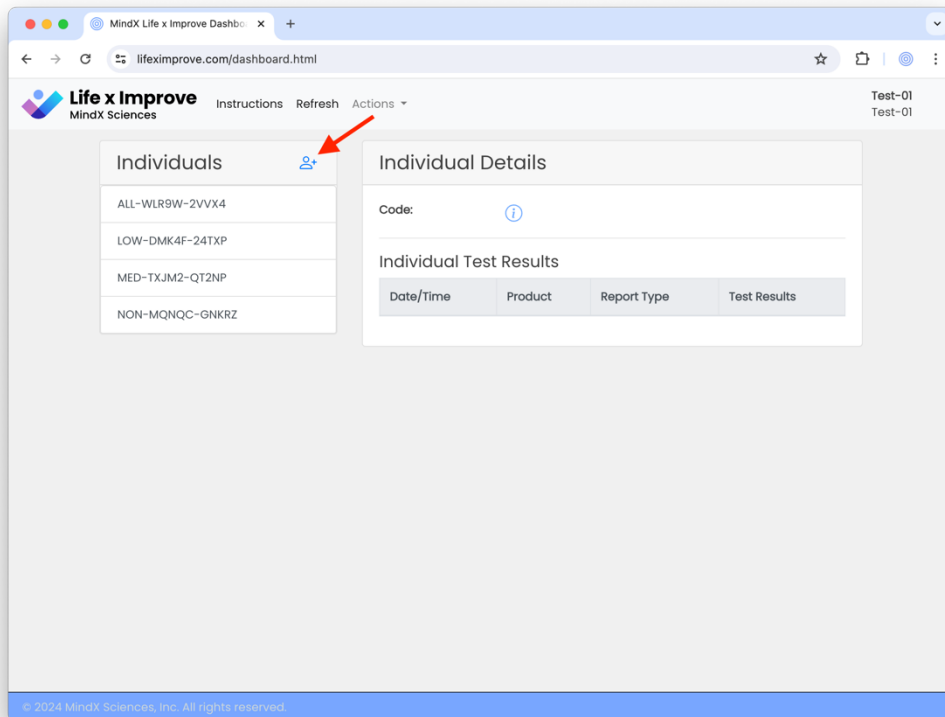 MindX Life x Improve Dashbo
lifeximprove.com/dashboard.html
Life x Improve
MindX Sciences
Instructions Refresh Actions
Test-01
Test-01
Individuals
ALL-WLR9W-2VVX4
LOW-DMK4F-24TXP
MED-TXJM2-QT2NP
NON-MQNQC-GNKRZ
Individual Details
Code:
Individual Test Results
Date/Time Product Report Type Test Results
© 2024 MindX Sciences, Inc. All rights reserved.